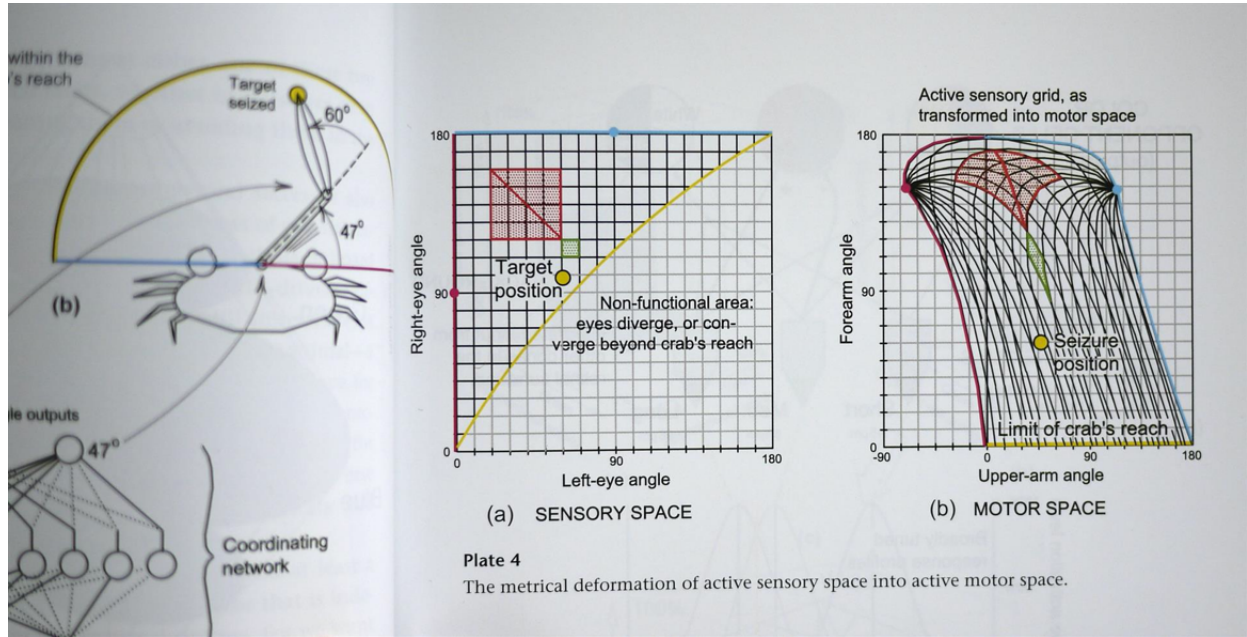 within the
's reach
Target
seized
60°
47°
(b)
le outputs
47°
Coordinating
network
180
90
0
Right-eye angle
Target
position
Non-functional area:
eyes diverge, or con-
verge beyond crab's reach
0
90
180
Left-eye angle
(a) SENSORY SPACE
Active sensory grid, as
transformed into motor space
180
90
0
Forearm angle
Seizure
position
Limit of crab's reach
-90
0
90
180
Upper-arm angle
(b) MOTOR SPACE
Plate 4
The metrical deformation of active sensory space into active motor space.